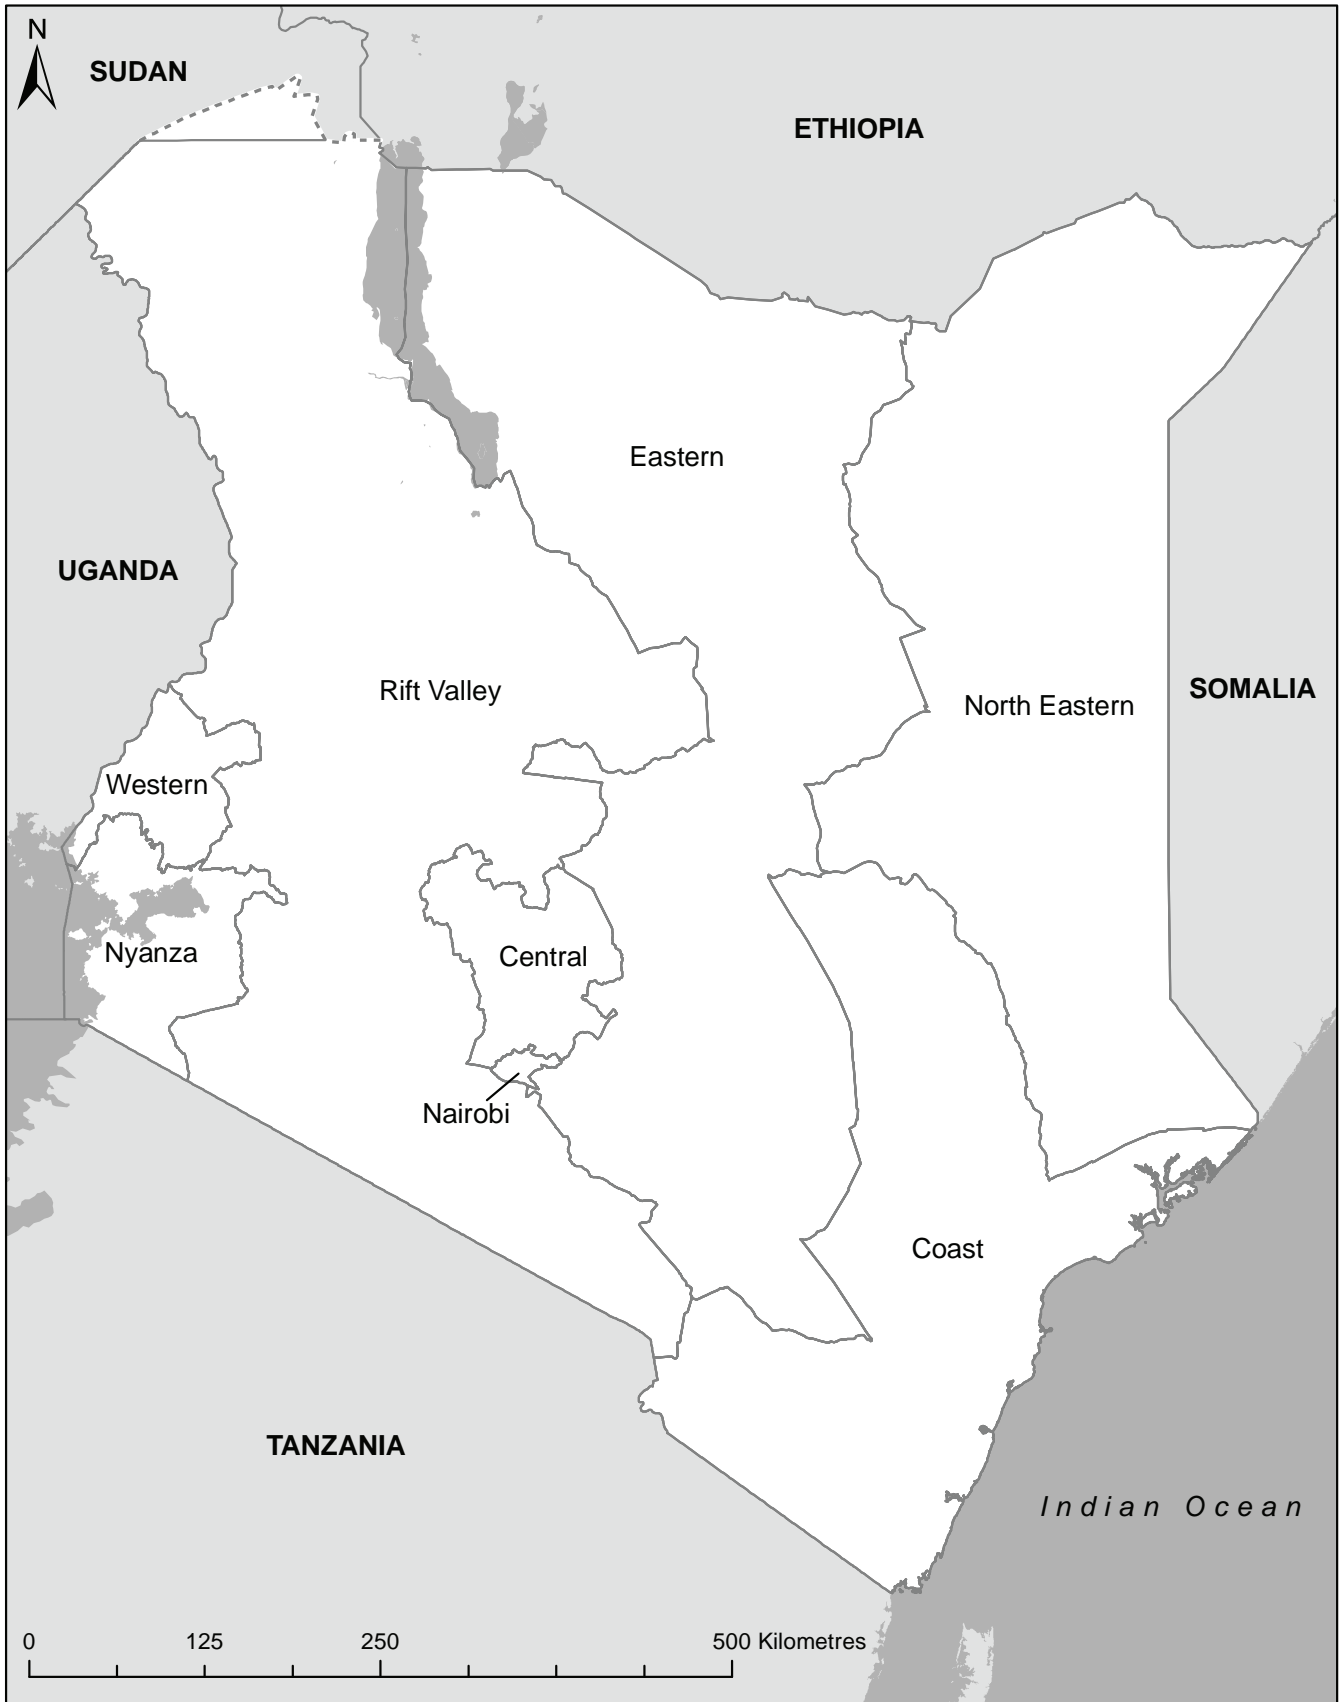 N
SUDAN
ETHIOPIA
Eastern
UGANDA
Rift Valley
SOMALIA
North Eastern
Western
Nyanza
Central
Nairobi
Coast
TANZANIA
Indian Ocean
0 125 250 500 Kilometres